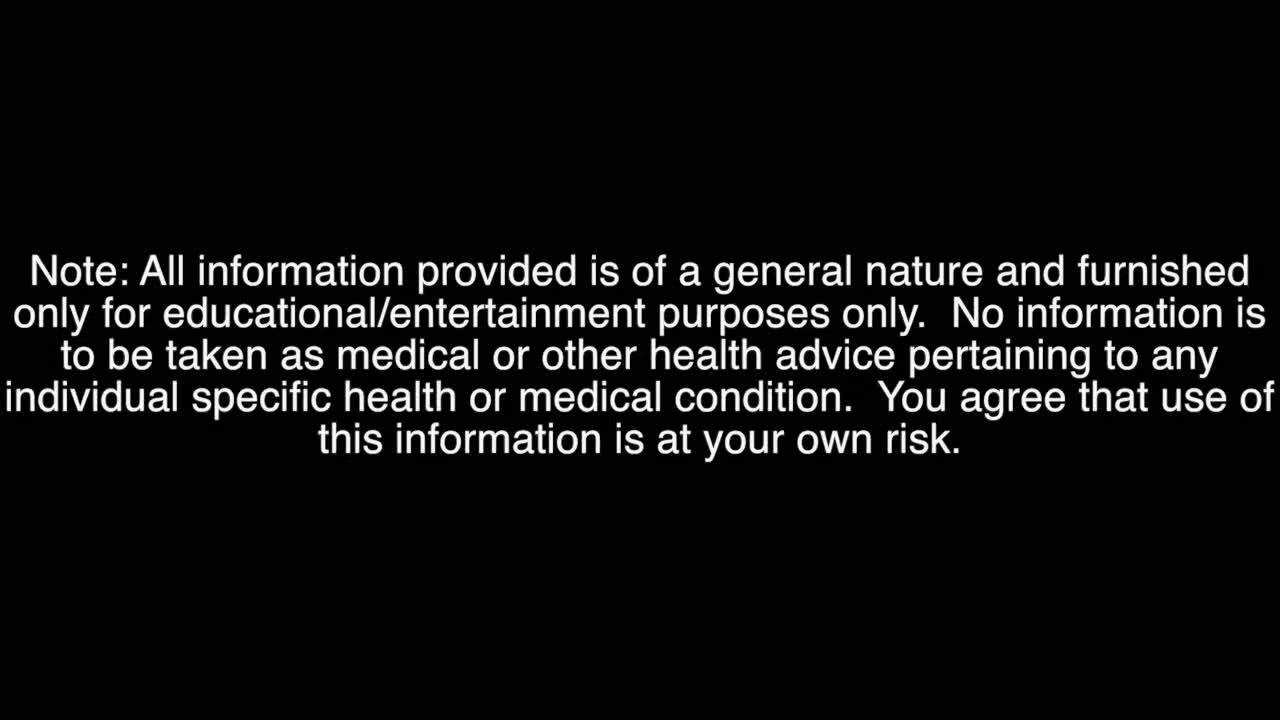 Note: All information provided is of a general nature and furnished
only for educational/entertainment purposes only.  No information is
to be taken as medical or other health advice pertaining to any
individual specific health or medical condition.  You agree that use of
this information is at your own risk.